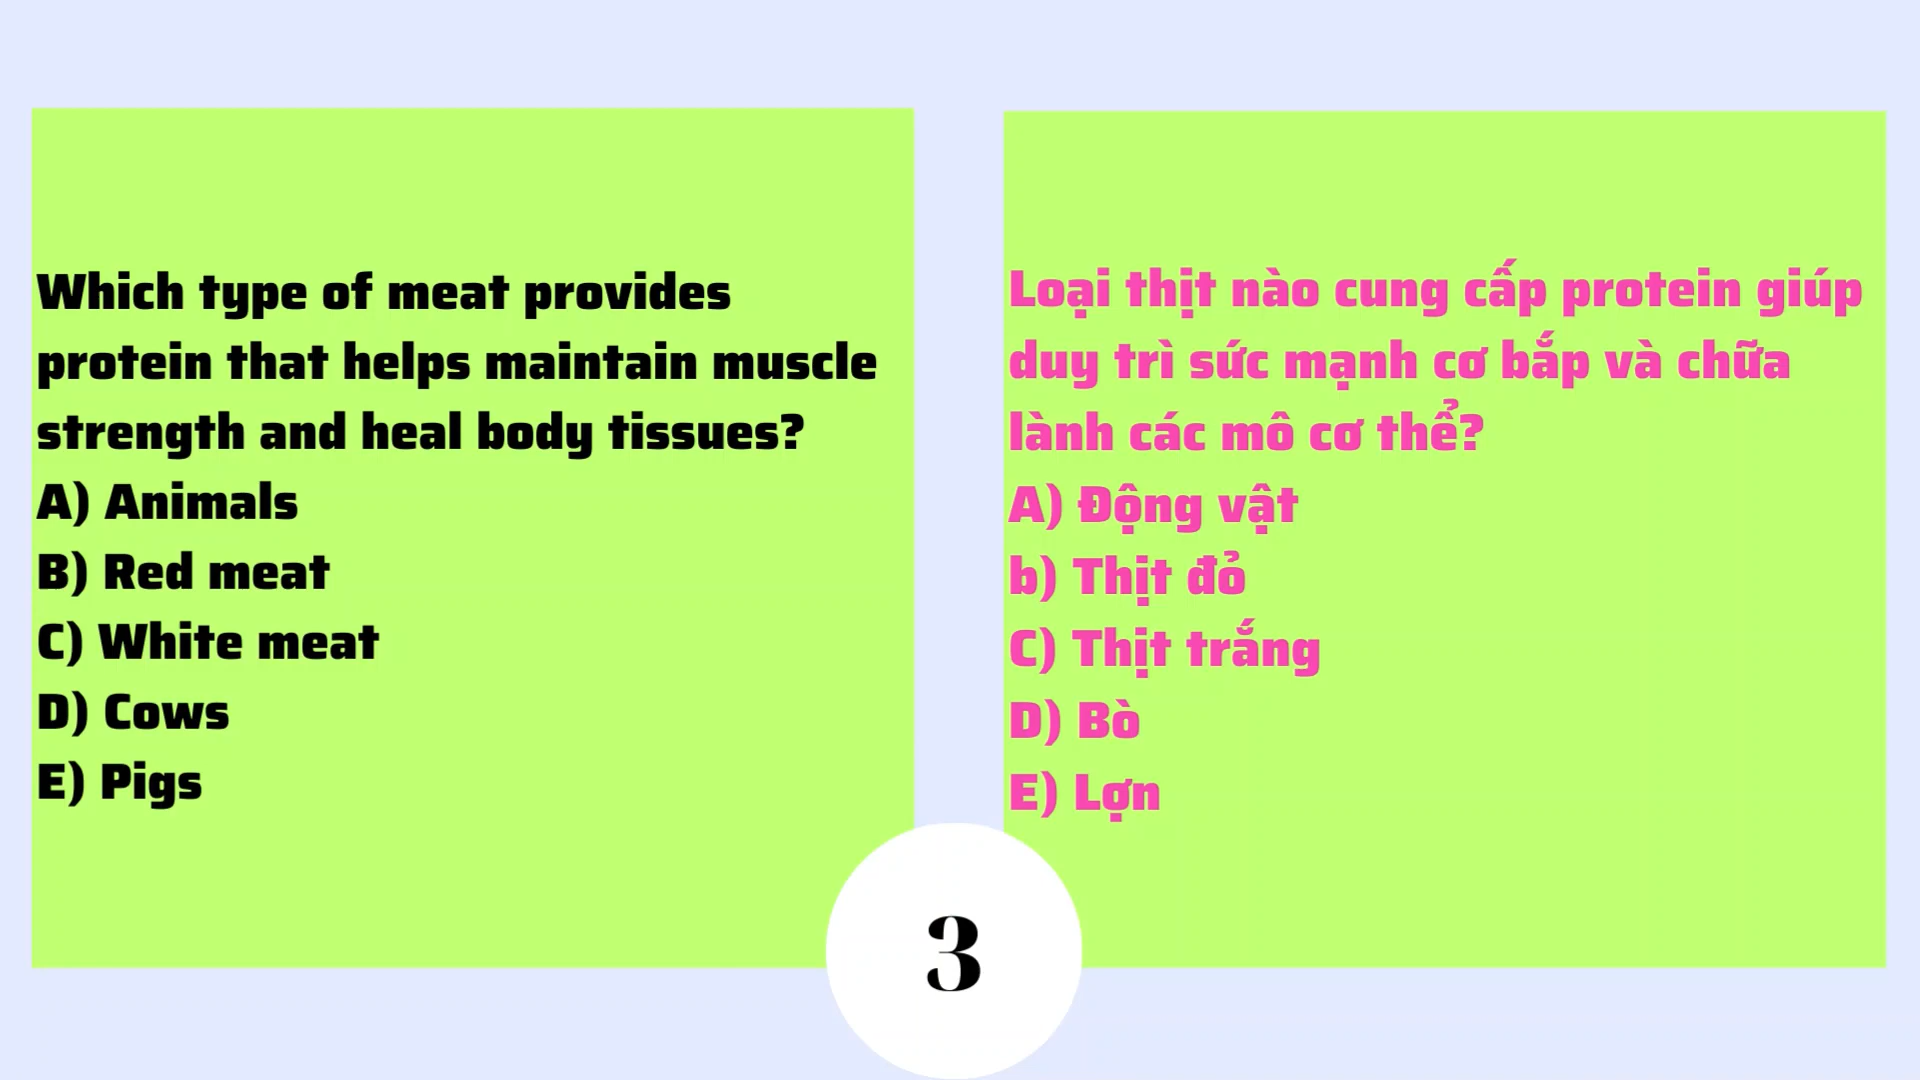 Which type of meat provides
protein that helps maintain muscle
strength and heal body tissues?
A) Animals
B) Red meat
C) White meat
D) Cows
E) Pigs
Loại thịt nào cung cấp protein giúp
duy trì sức mạnh cơ bắp và chữa
lành các mô cơ thể?
A) Động vật
b) Thịt đỏ
C) Thịt trắng
D) Bò
E) Lợn
3